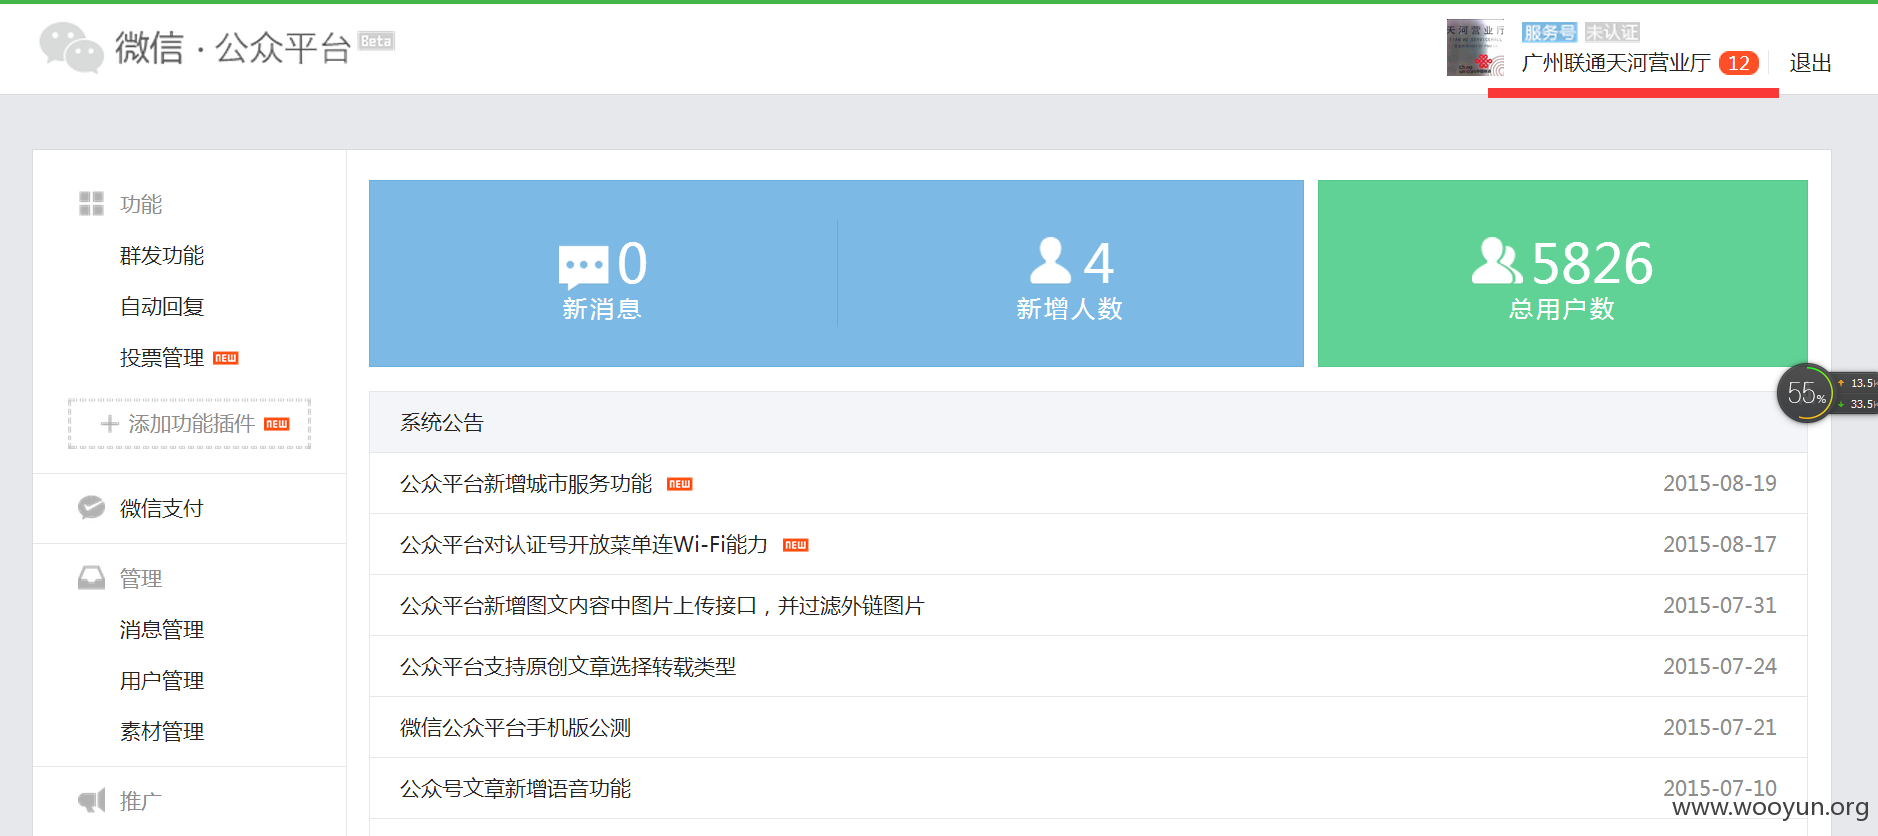 微信·公众平台 Beta
天河营业厅
服务号 未认证
广州联通天河营业厅 12 退出
功能
群发功能
自动回复
投票管理 NEW
+ 添加功能插件 NEW
微信支付
管理
消息管理
用户管理
素材管理
推广
0
新消息
4
新增人数
5826
总用户数
55%
13.5K
33.5K
系统公告
公众平台新增城市服务功能 NEW 2015-08-19
公众平台对认证号开放菜单连Wi-Fi能力 NEW 2015-08-17
公众平台新增图文内容中图片上传接口，并过滤外链图片 2015-07-31
公众平台支持原创文章选择转载类型 2015-07-24
微信公众平台手机版公测 2015-07-21
公众号文章新增语音功能 2015-07-10
www.wooyun.org